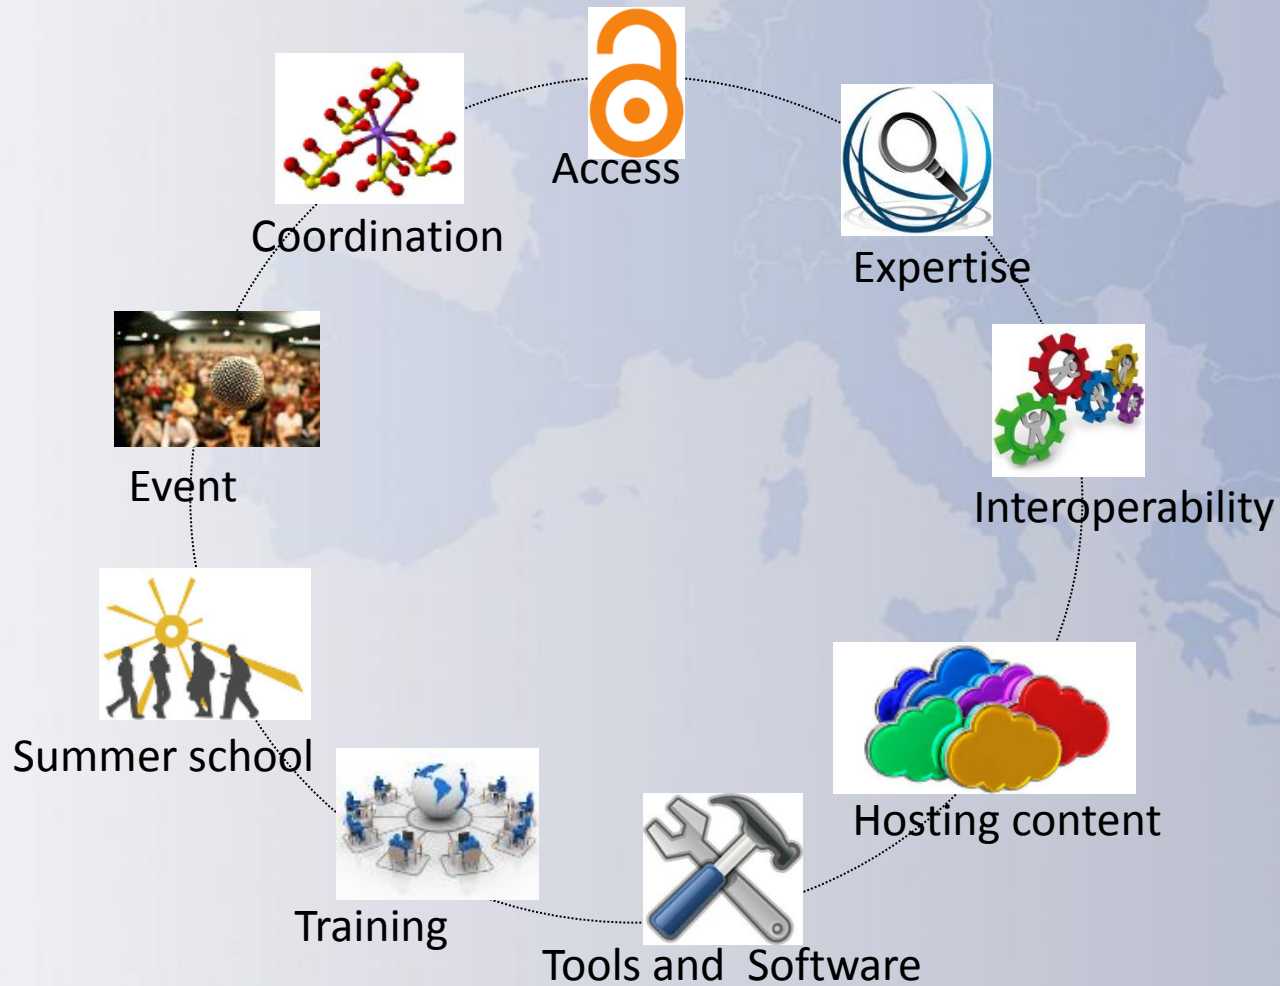 Access
Coordination
Expertise
Event
Interoperability
Summer school
Hosting content
Training
Tools and  Software